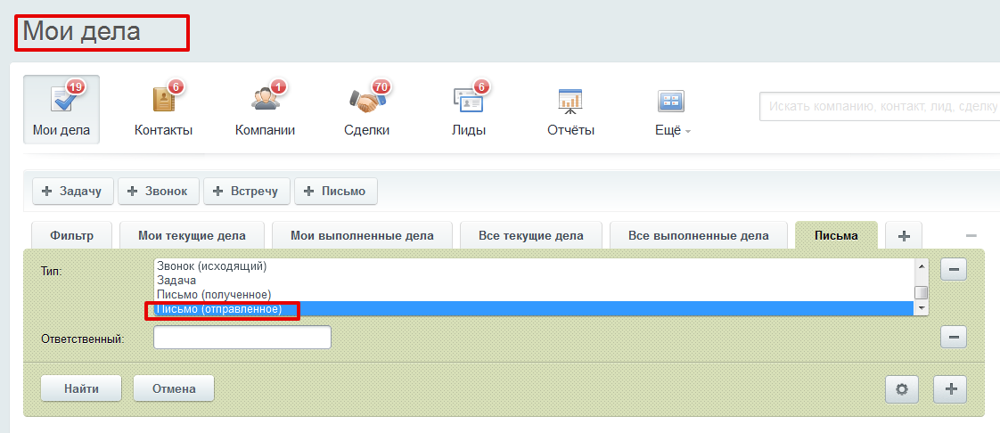 Мои дела
19 6 1 70 6
Мои дела Контакты Компании Сделки Лиды Отчёты Ещё
Искать компанию, контакт, лид, сделку
+ Задачу + Звонок + Встречу + Письмо
Фильтр Мои текущие дела Мои выполненные дела Все текущие дела Все выполненные дела Письма +
Тип:
Звонок (исходящий)
Задача
Письмо (полученное)
Письмо (отправленное)
Ответственный:
Найти Отмена